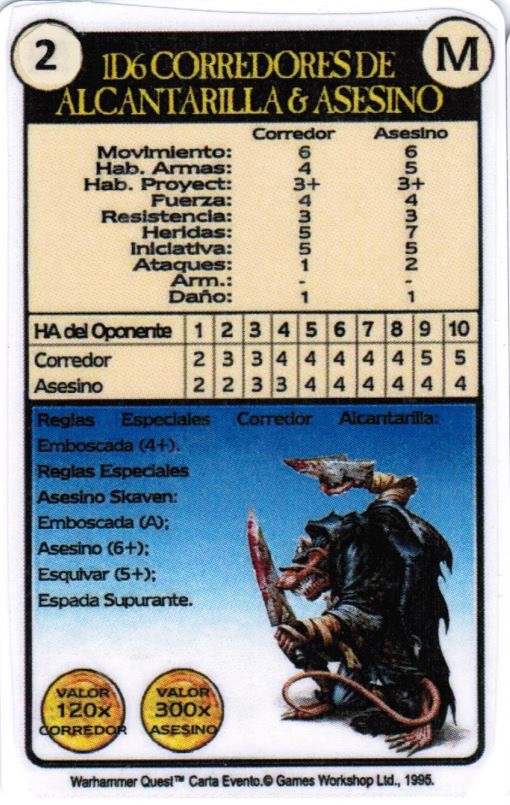 2
M
1D6 CORREDORES DE
ALCANTARILLA & ASESINO
Corredor Asesino
Movimiento: 6 6
Hab. Armas: 4 5
Hab. Proyect: 3+ 3+
Fuerza: 4 4
Resistencia: 3 3
Heridas: 5 7
Iniciativa: 5 5
Ataques: 1 2
Arm.: - -
Daño: 1 1
HA del Oponente 1 2 3 4 5 6 7 8 9 10
Corredor 2 3 3 4 4 4 4 4 5 5
Asesino 2 2 3 3 4 4 4 4 4 4
Reglas Especiales Corredor Alcantarilla:
Emboscada (4+).
Reglas Especiales
Asesino Skaven:
Emboscada (A);
Asesino (6+);
Esquivar (5+);
Espada Supurante.
VALOR
120x
CORREDOR
VALOR
300x
ASESINO
Warhammer Quest™ Carta Evento.© Games Workshop Ltd., 1995.